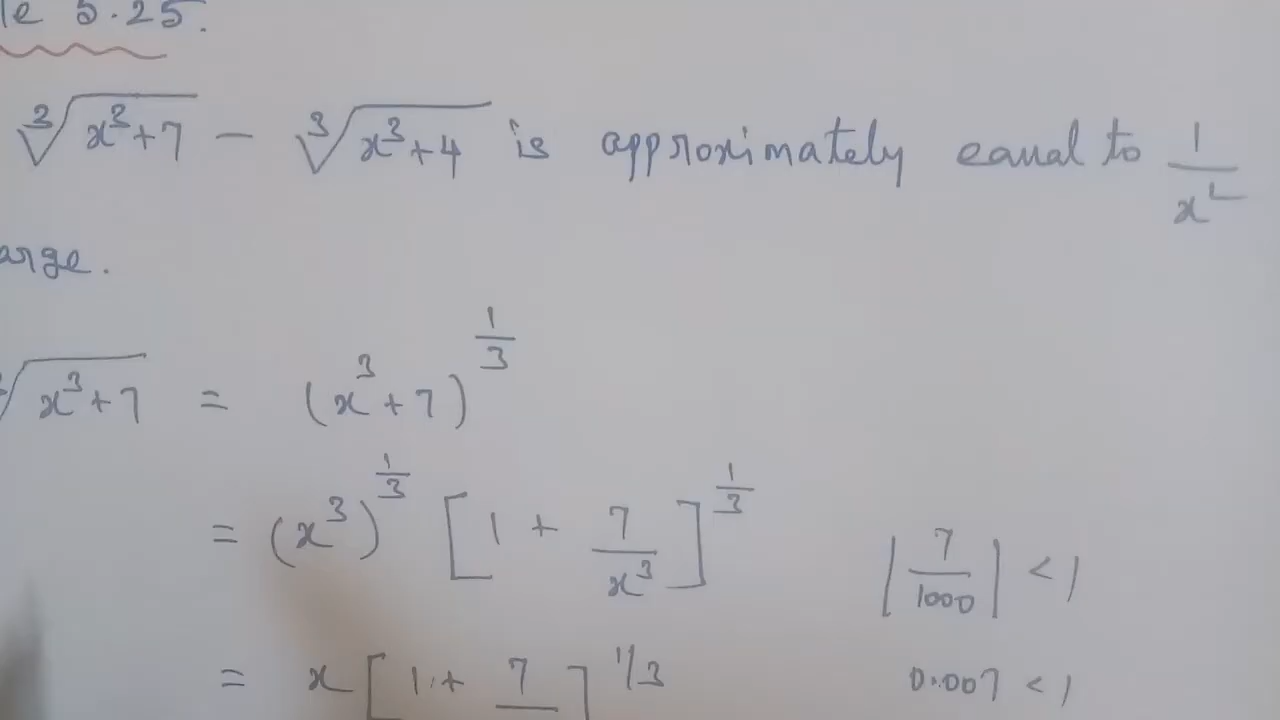 le 5.25.
∛(x³+7) − ∛(x³+4) is approximately equal to 1/x²
arge.
∛(x³+7) = (x³+7)^(1/3)
= (x³)^(1/3) [1 + 7/x³]^(1/3) |7/1000| < 1
= x[1 + 7]^(1/3) 0.007 < 1